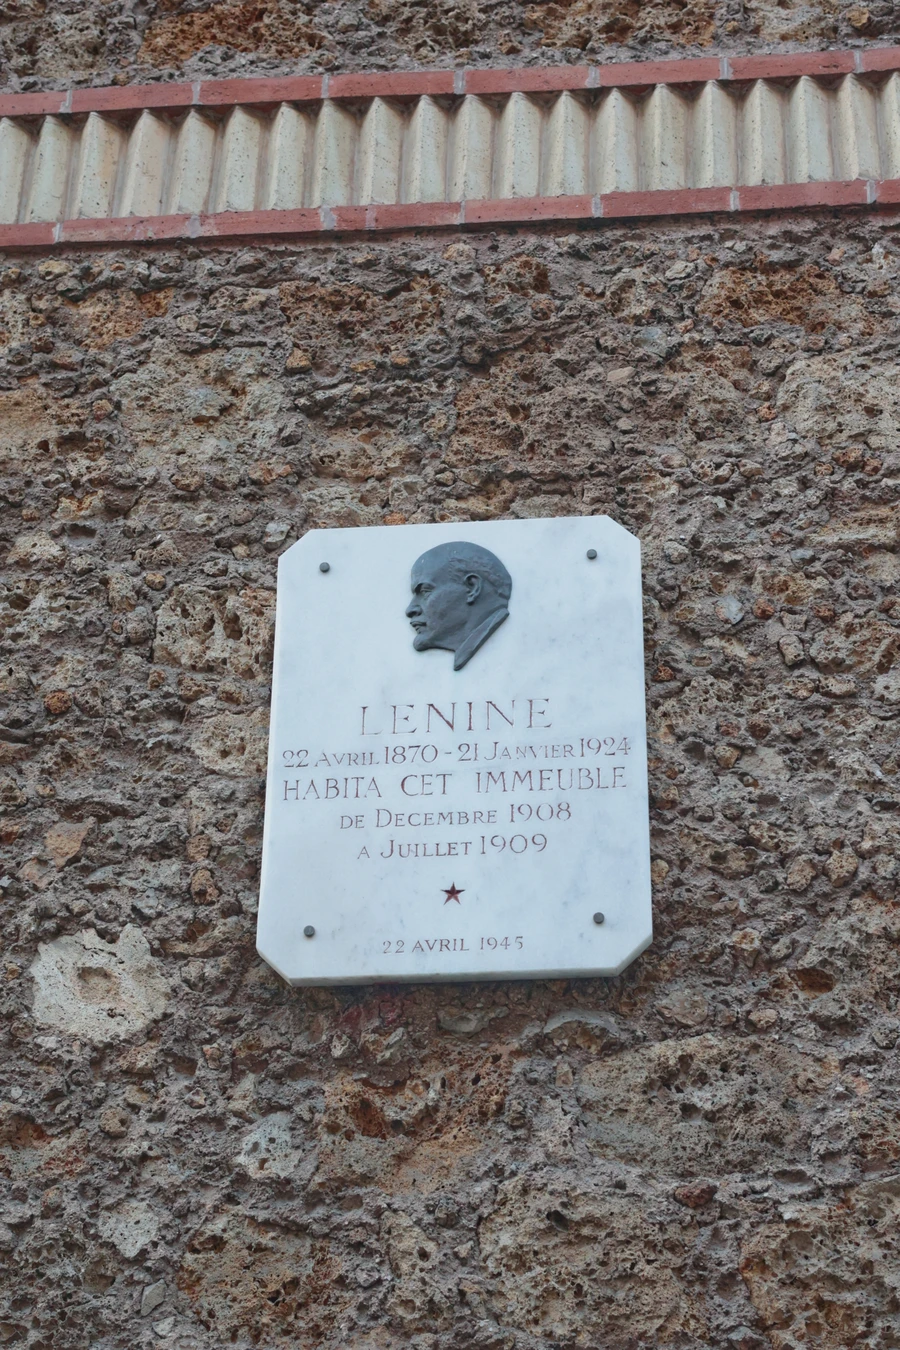 LENINE
22 AVRIL 1870 - 21 JANVIER 1924
HABITA CET IMMEUBLE
DE DECEMBRE 1908
A JUILLET 1909
22 AVRIL 1945